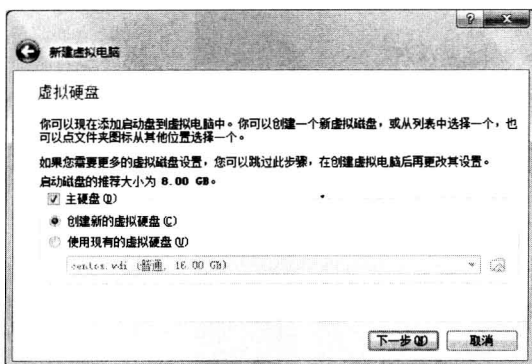 新建虚拟电脑
虚拟硬盘
你可以现在添加启动盘到虚拟电脑中。你可以创建一个新虚拟磁盘，或从列表中选择一个，也
可以点文件夹图标从其他位置选择一个。
如果您需要更多的虚拟磁盘设置，您可以跳过此步骤，在创建虚拟电脑后再更改其设置。
启动磁盘的推荐大小为 8.00 GB。
主硬盘(D)
创建新的虚拟硬盘(C)
使用现有的虚拟硬盘(U)
centos.vdi (普通, 16.00 GB)
下一步(N)
取消